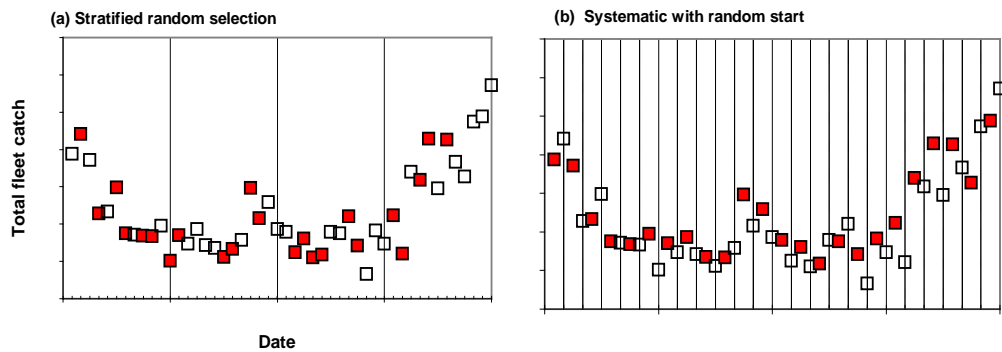 (a) Stratified random selection
(b) Systematic with random start
Total fleet catch
Date